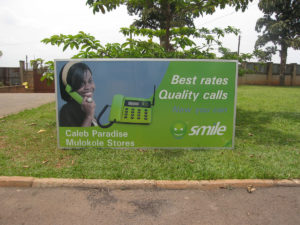 Best rates
Quality calls
smile
Caleb Paradise
Mulokole Stores